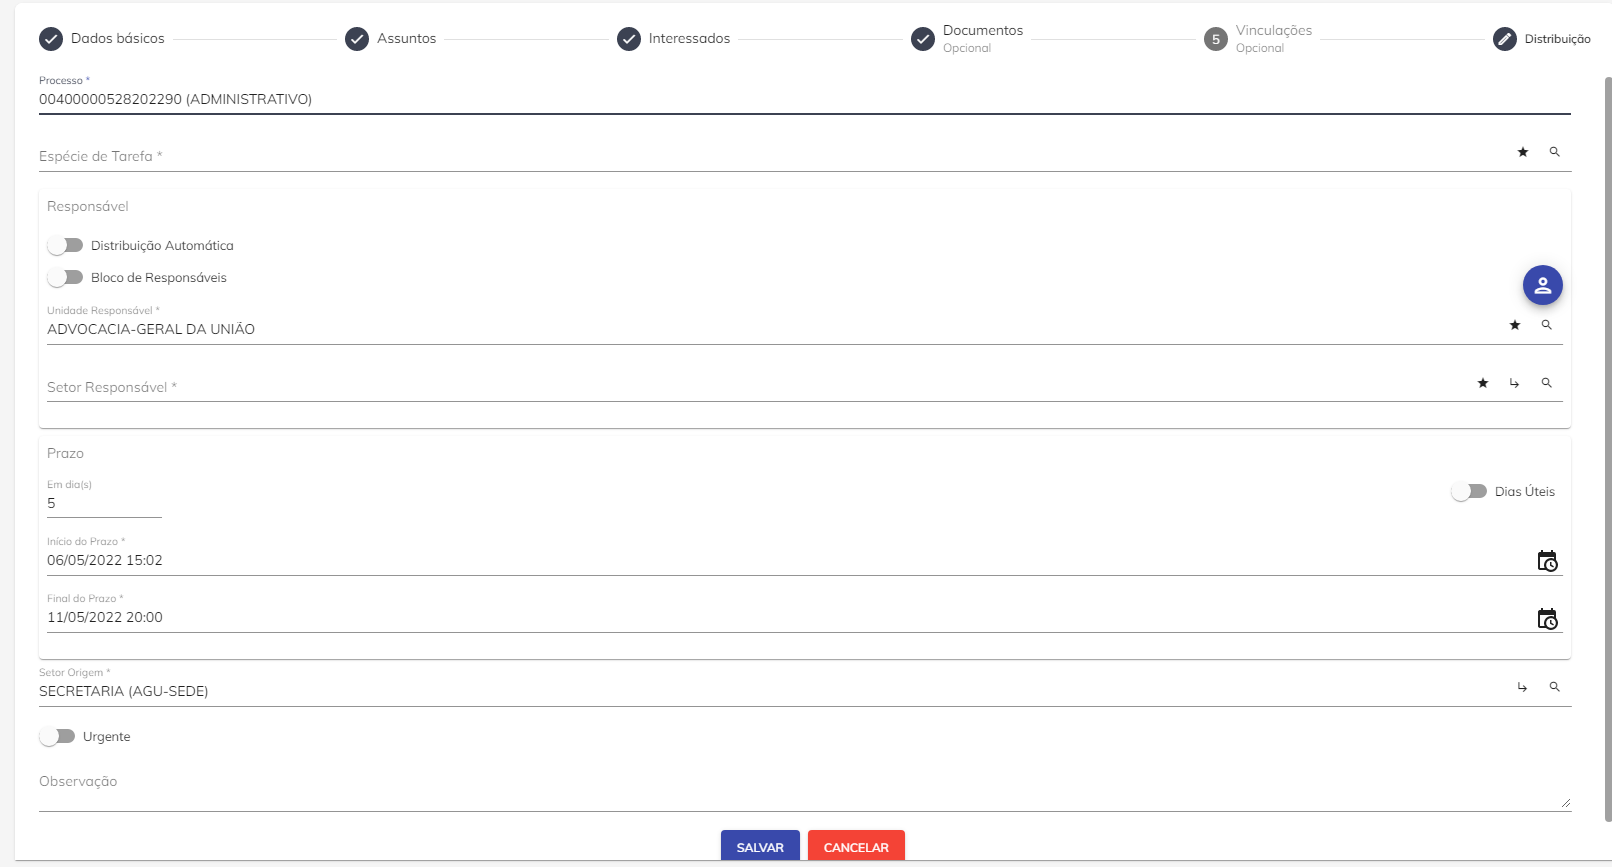 Dados básicos
Assuntos
Interessados
Documentos
Opcional
5
Vinculações
Opcional
Distribuição
Processo *
00400000528202290 (ADMINISTRATIVO)
Espécie de Tarefa *
Responsável
Distribuição Automática
Bloco de Responsáveis
Unidade Responsável *
ADVOCACIA-GERAL DA UNIÃO
Setor Responsável *
Prazo
Em dia(s)
5
Dias Úteis
Início do Prazo *
06/05/2022 15:02
Final do Prazo *
11/05/2022 20:00
Setor Origem *
SECRETARIA (AGU-SEDE)
Urgente
Observação
SALVAR
CANCELAR